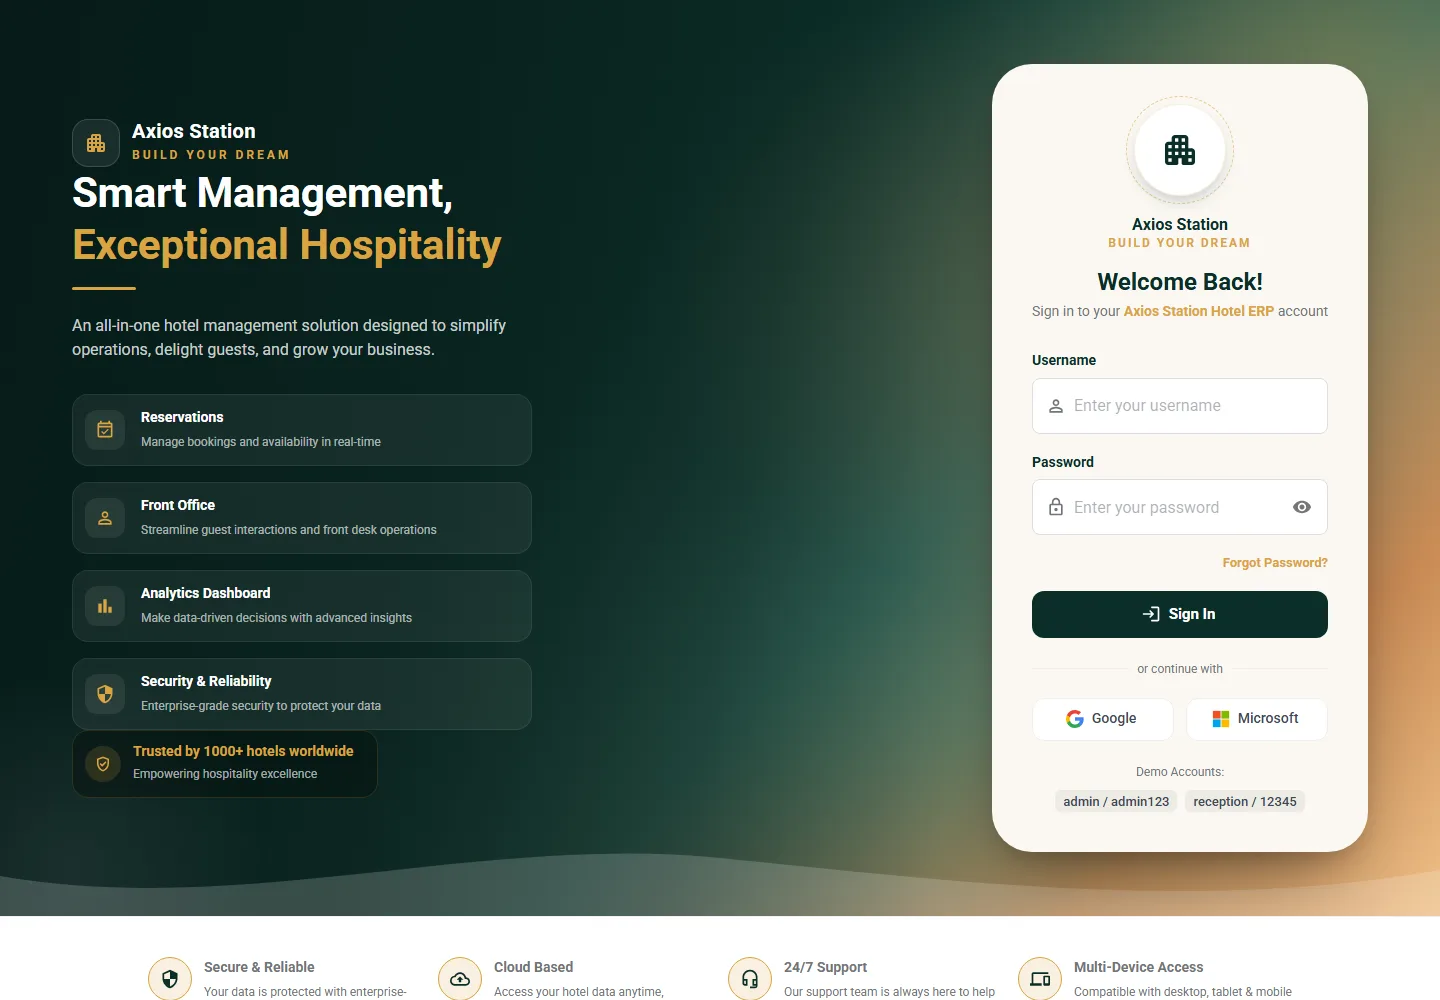 Axios Station
BUILD YOUR DREAM
Smart Management,
Exceptional Hospitality
An all-in-one hotel management solution designed to simplify
operations, delight guests, and grow your business.
Reservations
Manage bookings and availability in real-time
Front Office
Streamline guest interactions and front desk operations
Analytics Dashboard
Make data-driven decisions with advanced insights
Security & Reliability
Enterprise-grade security to protect your data
Trusted by 1000+ hotels worldwide
Empowering hospitality excellence
Axios Station
BUILD YOUR DREAM
Welcome Back!
Sign in to your Axios Station Hotel ERP account
Username
Enter your username
Password
Enter your password
Forgot Password?
Sign In
or continue with
Google
Microsoft
Demo Accounts:
admin / admin123
reception / 12345
Secure & Reliable
Your data is protected with enterprise-
Cloud Based
Access your hotel data anytime,
24/7 Support
Our support team is always here to help
Multi-Device Access
Compatible with desktop, tablet & mobile